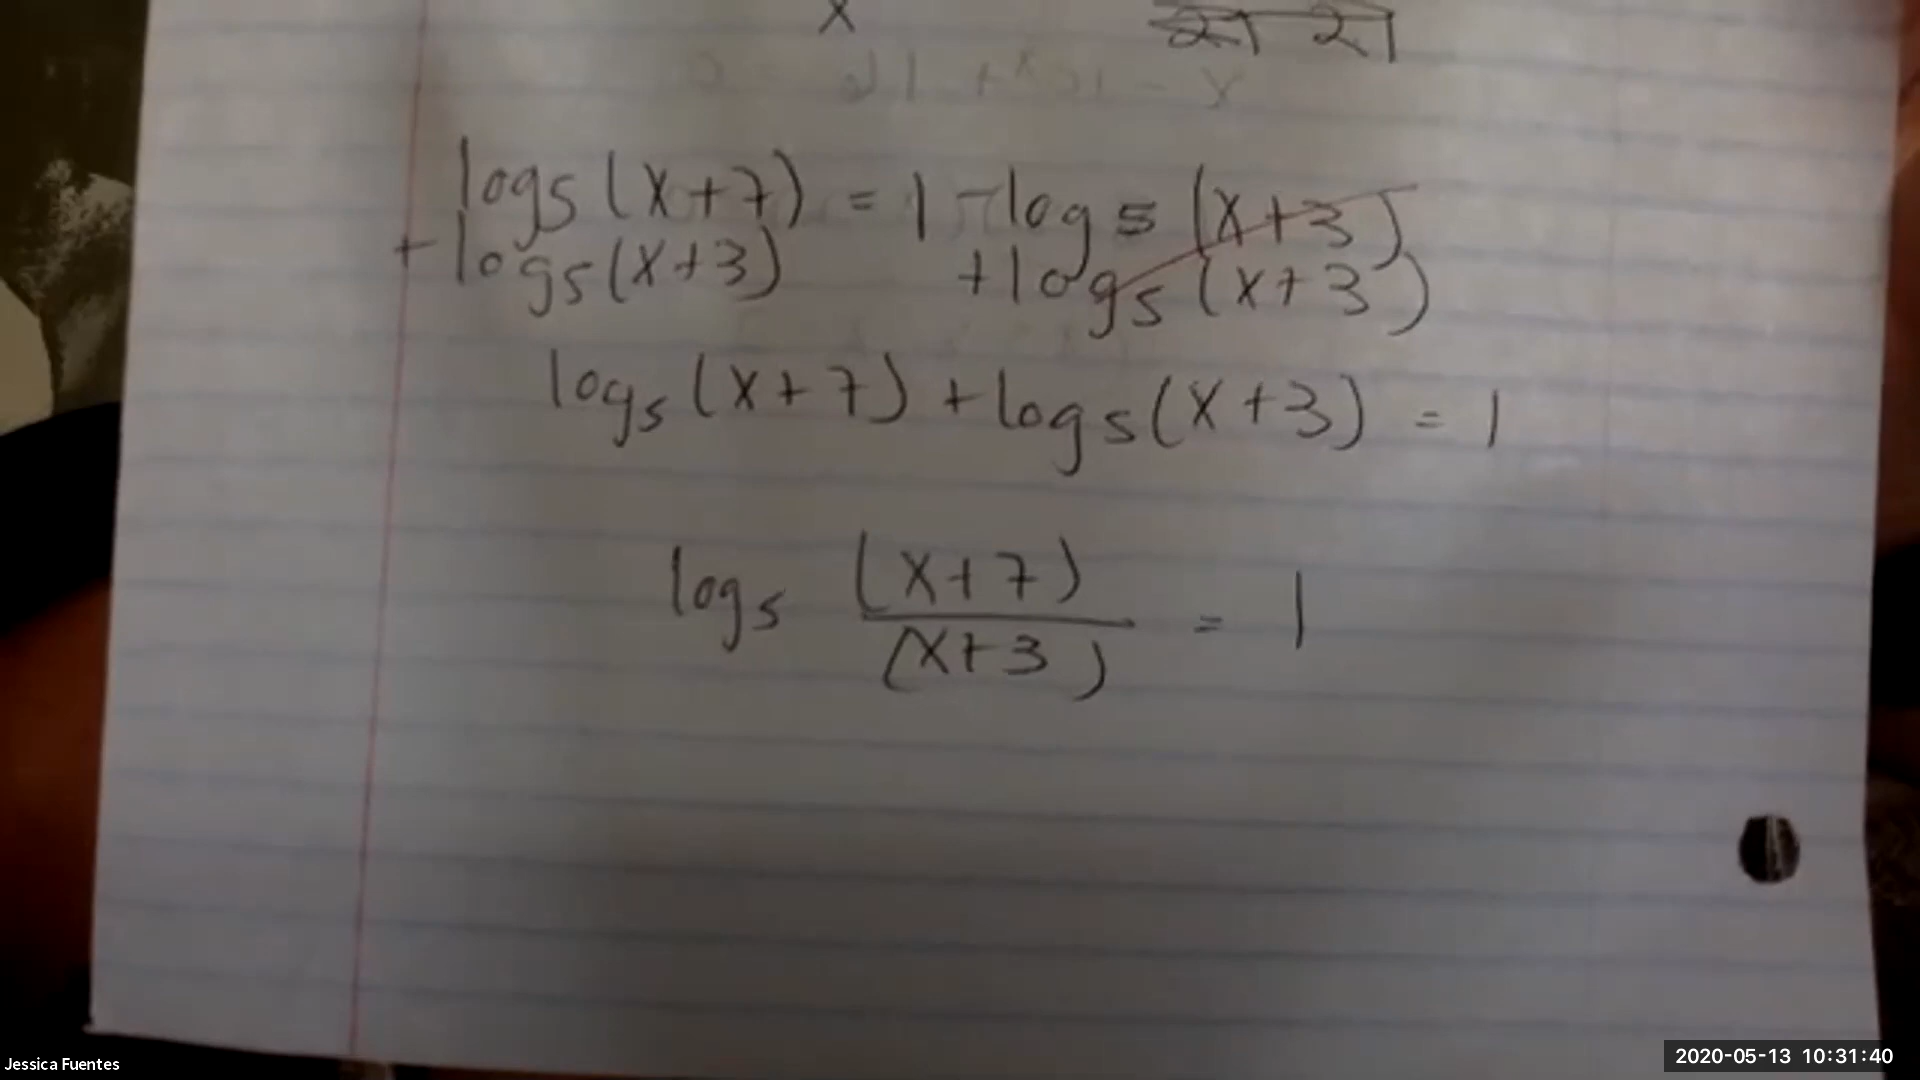 x
log₅(x+7) = 1 - log₅(x+3)
+log₅(x+3) +log₅(x+3)
log₅(x+7) + log₅(x+3) = 1
log₅ (x+7)/(x+3) = 1
Jessica Fuentes
2020-05-13 10:31:40